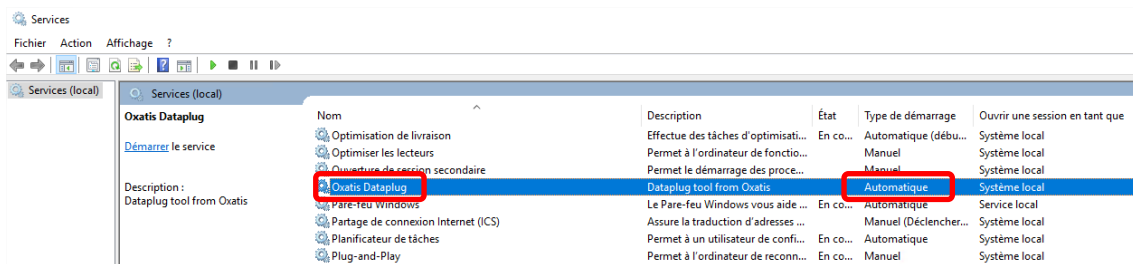 Services
Fichier Action Affichage ?
Services (local)
Services (local)
Oxatis Dataplug
Démarrer le service
Description :
Dataplug tool from Oxatis
Nom Description État Type de démarrage Ouvrir une session en tant que
Optimisation de livraison Effectue des tâches d'optimisati... En co... Automatique (débu... Système local
Optimiser les lecteurs Permet à l'ordinateur de fonctio... Manuel Système local
Ouverture de session secondaire Permet le démarrage des proce... Manuel Système local
Oxatis Dataplug Dataplug tool from Oxatis Automatique Système local
Pare-feu Windows Le Pare-feu Windows vous aide ... En co... Automatique Service local
Partage de connexion Internet (ICS) Assure la traduction d'adresses ... Manuel (Déclencher... Système local
Planificateur de tâches Permet à un utilisateur de confi... En co... Automatique Système local
Plug-and-Play Permet à l'ordinateur de reconn... En co... Manuel Système local